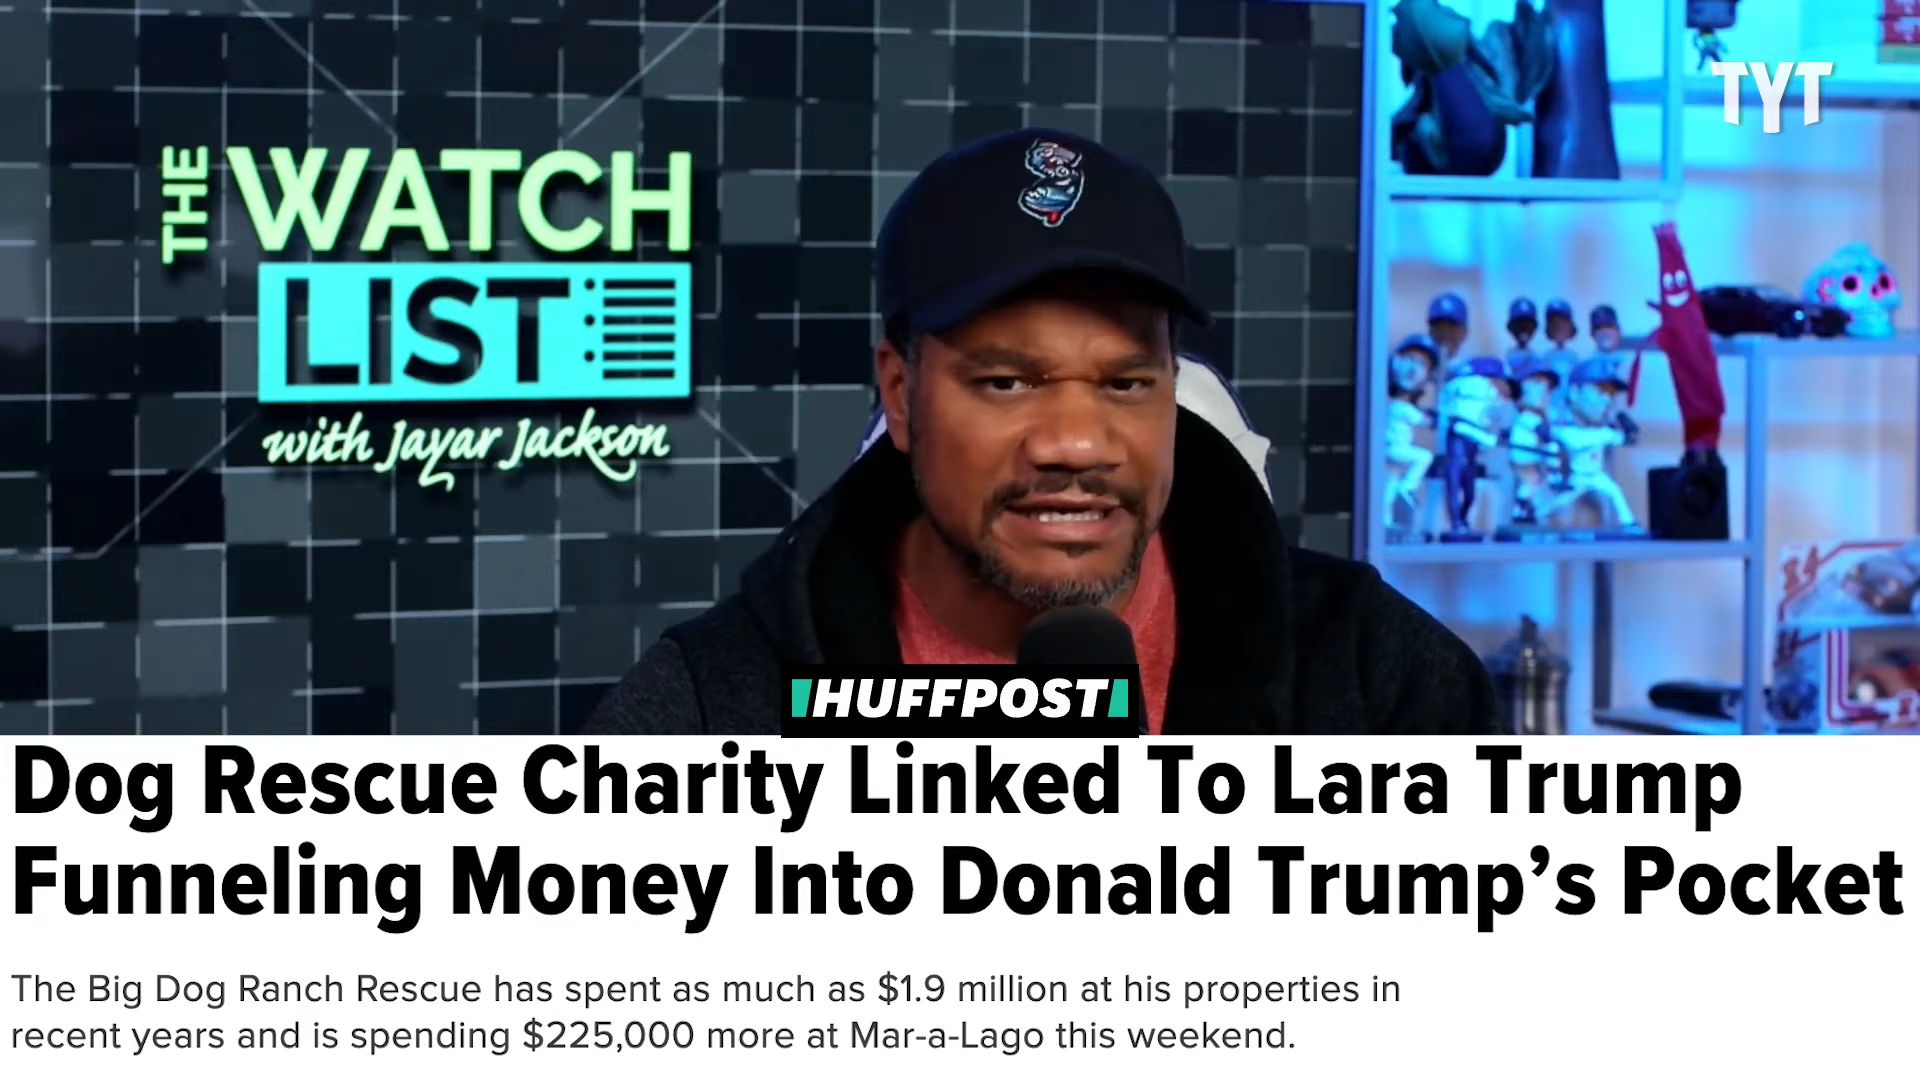 TYT
THE
WATCH
LIST
with Jayar Jackson
HUFFPOST
Dog Rescue Charity Linked To Lara Trump
Funneling Money Into Donald Trump's Pocket
The Big Dog Ranch Rescue has spent as much as $1.9 million at his properties in
recent years and is spending $225,000 more at Mar-a-Lago this weekend.